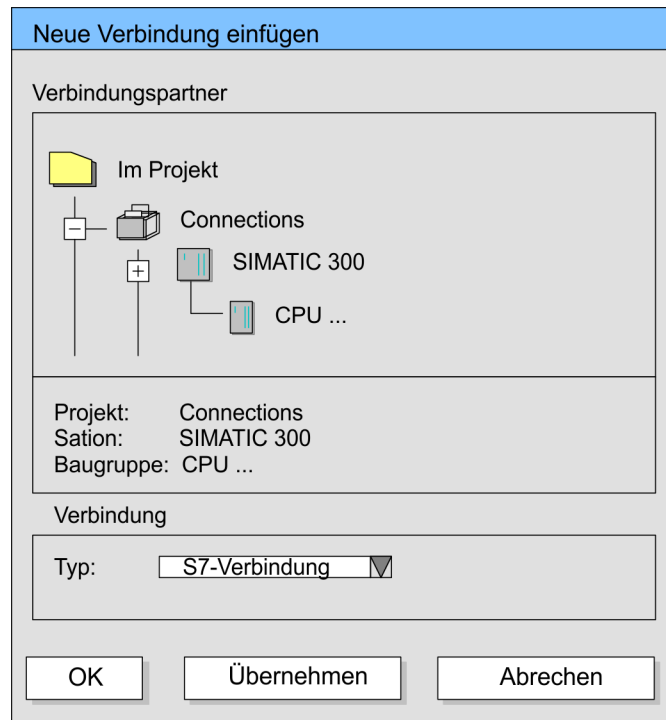 Neue Verbindung einfügen
Verbindungspartner
Im Projekt
Connections
SIMATIC 300
CPU ...
Projekt: Connections
Sation: SIMATIC 300
Baugruppe: CPU ...
Verbindung
Typ: S7-Verbindung
OK Übernehmen Abrechen